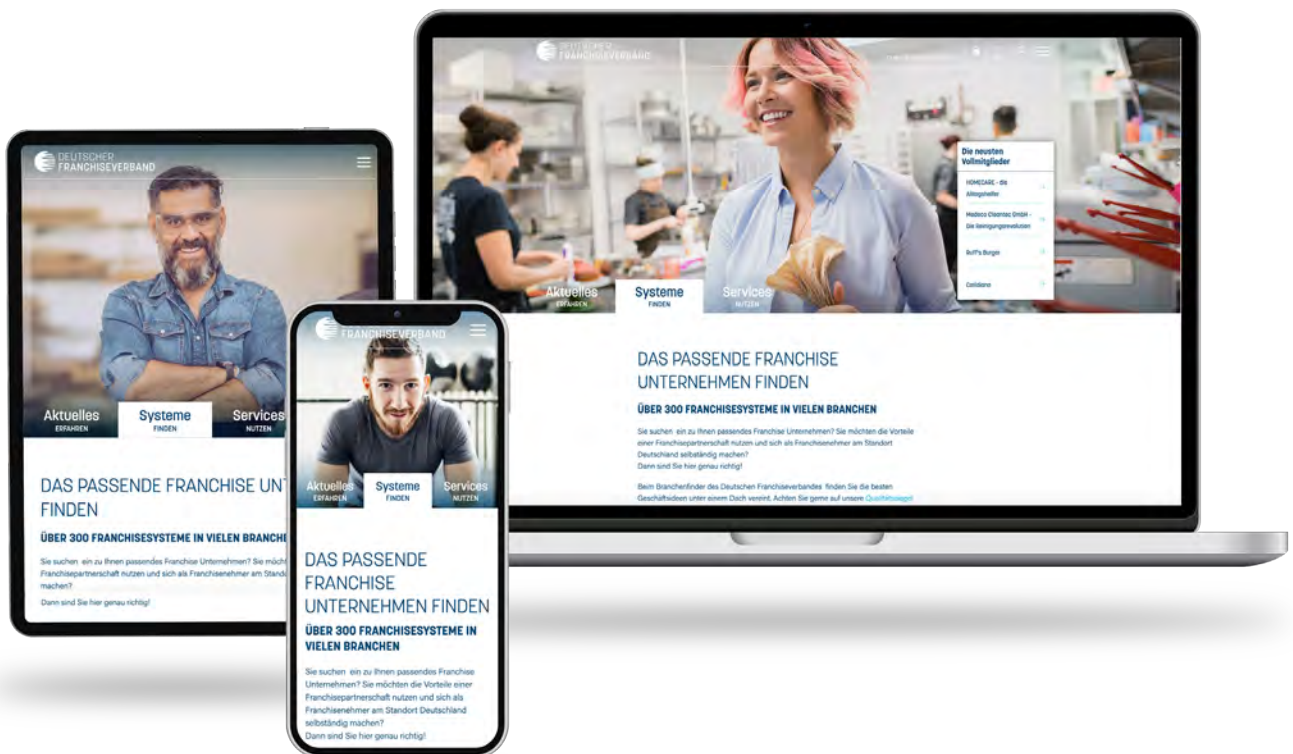 DEUTSCHER
FRANCHISEVERBAND
Aktuelles
ERFAHREN
Systeme
FINDEN
Services
NUTZEN
DAS PASSENDE FRANCHISE UNT
FINDEN
ÜBER 300 FRANCHISESYSTEME IN VIELEN BRANCHE
Sie suchen ein zu Ihnen passendes Franchise Unternehmen? Sie möcht
Franchisepartnerschaft nutzen und sich als Franchisenehmer am Stando
machen?
Dann sind Sie hier genau richtig!
FRANCHISEVERBAND
Aktuelles
ERFAHREN
Systeme
FINDEN
Services
NUTZEN
DAS PASSENDE
FRANCHISE
UNTERNEHMEN FINDEN
ÜBER 300 FRANCHISESYSTEME IN
VIELEN BRANCHEN
Sie suchen ein zu Ihnen passendes Franchise
Unternehmen? Sie möchten die Vorteile einer
Franchisepartnerschaft nutzen und sich als
Franchisenehmer am Standort Deutschland
selbständig machen?
Dann sind Sie hier genau richtig!
DEUTSCHER
FRANCHISEVERBAND
Die neusten
Vollmitglieder
HOMECARE - die
Alltagshelfer
Medeco Cleantec GmbH -
Die Reinigungsrevolution
Ruff's Burger
Aktuelles
ERFAHREN
Systeme
FINDEN
Services
NUTZEN
DAS PASSENDE FRANCHISE
UNTERNEHMEN FINDEN
ÜBER 300 FRANCHISESYSTEME IN VIELEN BRANCHEN
Sie suchen ein zu Ihnen passendes Franchise Unternehmen? Sie möchten die Vorteile
einer Franchisepartnerschaft nutzen und sich als Franchisenehmer am Standort
Deutschland selbständig machen?
Dann sind Sie hier genau richtig!
Beim Branchenfinder des Deutschen Franchiseverbandes finden Sie die besten
Geschäftsideen unter einem Dach vereint. Achten Sie gerne auf unsere Qualitätssiegel